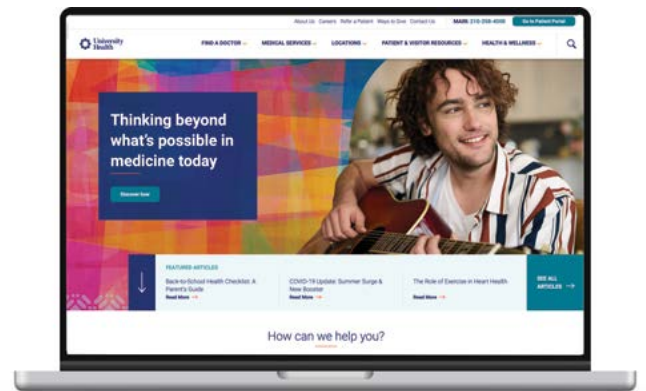 About Us Careers Refer a Patient Ways to Give Contact Us MAIN: 210-358-4000 Go to Patient Portal
University
Health
FIND A DOCTOR MEDICAL SERVICES LOCATIONS PATIENT & VISITOR RESOURCES HEALTH & WELLNESS
Thinking beyond
what's possible in
medicine today
Discover how
FEATURED ARTICLES
Back-to-School Health Checklist: A
Parent's Guide
Read More →
COVID-19 Update: Summer Surge &
New Booster
Read More →
The Role of Exercise in Heart Health
Read More →
SEE ALL
ARTICLES →
How can we help you?